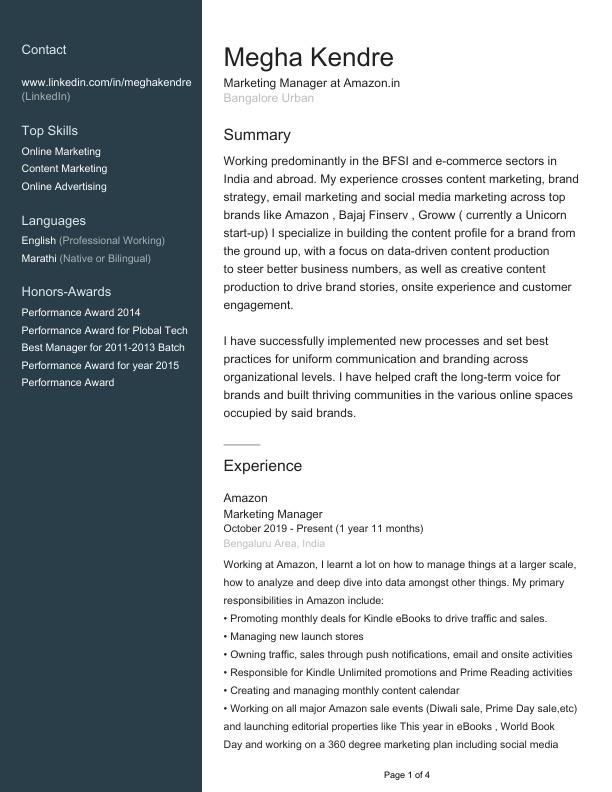 Contact
www.linkedin.com/in/meghakendre
(LinkedIn)
Top Skills
Online Marketing
Content Marketing
Online Advertising
Languages
English (Professional Working)
Marathi (Native or Bilingual)
Honors-Awards
Performance Award 2014
Performance Award for Plobal Tech
Best Manager for 2011-2013 Batch
Performance Award for year 2015
Performance Award
Megha Kendre
Marketing Manager at Amazon.in
Bangalore Urban
Summary
Working predominantly in the BFSI and e-commerce sectors in
India and abroad. My experience crosses content marketing, brand
strategy, email marketing and social media marketing across top
brands like Amazon , Bajaj Finserv , Groww ( currently a Unicorn
start-up) I specialize in building the content profile for a brand from
the ground up, with a focus on data-driven content production
to steer better business numbers, as well as creative content
production to drive brand stories, onsite experience and customer
engagement.
I have successfully implemented new processes and set best
practices for uniform communication and branding across
organizational levels. I have helped craft the long-term voice for
brands and built thriving communities in the various online spaces
occupied by said brands.
Experience
Amazon
Marketing Manager
October 2019 - Present (1 year 11 months)
Bengaluru Area, India
Working at Amazon, I learnt a lot on how to manage things at a larger scale,
how to analyze and deep dive into data amongst other things. My primary
responsibilities in Amazon include:
• Promoting monthly deals for Kindle eBooks to drive traffic and sales.
• Managing new launch stores
• Owning traffic, sales through push notifications, email and onsite activities
• Responsible for Kindle Unlimited promotions and Prime Reading activities
• Creating and managing monthly content calendar
• Working on all major Amazon sale events (Diwali sale, Prime Day sale,etc)
and launching editorial properties like This year in eBooks , World Book
Day and working on a 360 degree marketing plan including social media
Page 1 of 4